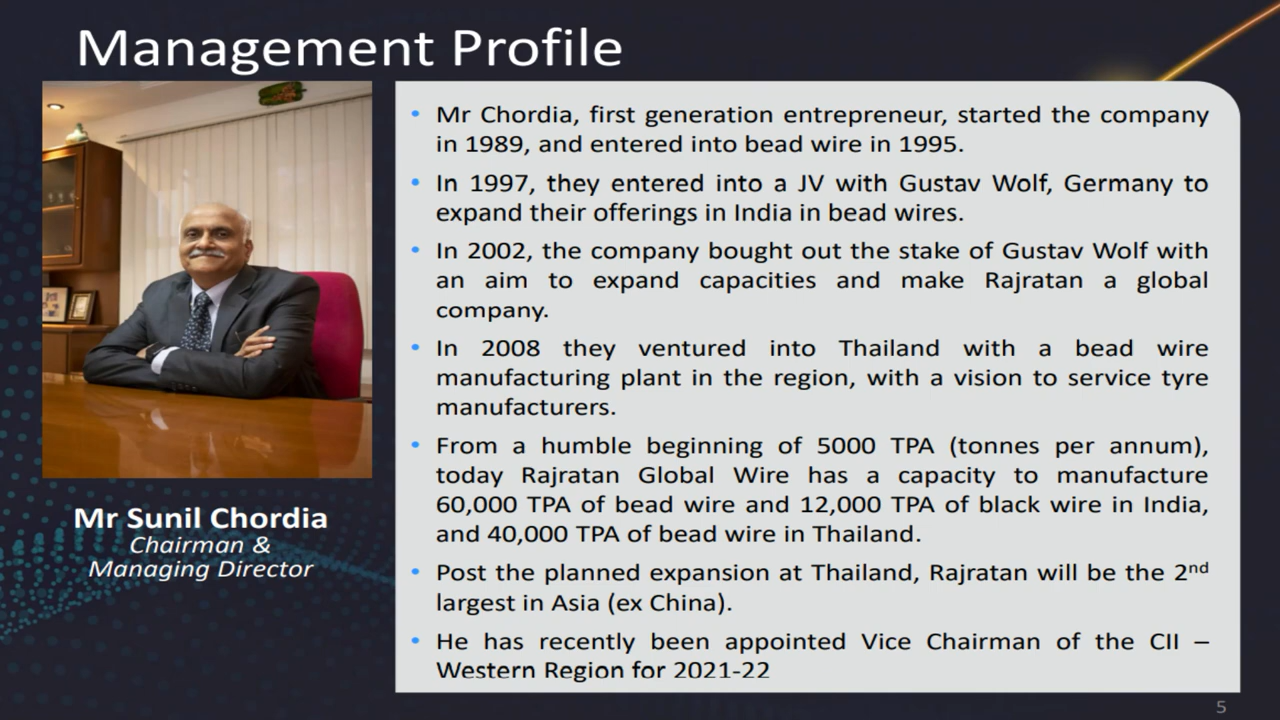 Management Profile
• Mr Chordia, first generation entrepreneur, started the company
in 1989, and entered into bead wire in 1995.
• In 1997, they entered into a JV with Gustav Wolf, Germany to
expand their offerings in India in bead wires.
• In 2002, the company bought out the stake of Gustav Wolf with
an aim to expand capacities and make Rajratan a global
company.
• In 2008 they ventured into Thailand with a bead wire
manufacturing plant in the region, with a vision to service tyre
manufacturers.
• From a humble beginning of 5000 TPA (tonnes per annum),
today Rajratan Global Wire has a capacity to manufacture
60,000 TPA of bead wire and 12,000 TPA of black wire in India,
and 40,000 TPA of bead wire in Thailand.
• Post the planned expansion at Thailand, Rajratan will be the 2nd
largest in Asia (ex China).
• He has recently been appointed Vice Chairman of the CII –
Western Region for 2021-22
Mr Sunil Chordia
Chairman &
Managing Director
5